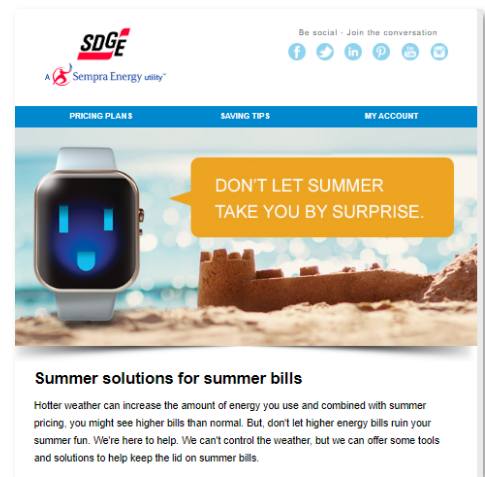 SDGE
A Sempra Energy utility™
Be social - Join the conversation
PRICING PLANS
SAVING TIPS
MY ACCOUNT
DON'T LET SUMMER
TAKE YOU BY SURPRISE.
Summer solutions for summer bills
Hotter weather can increase the amount of energy you use and combined with summer
pricing, you might see higher bills than normal. But, don't let higher energy bills ruin your
summer fun. We're here to help. We can't control the weather, but we can offer some tools
and solutions to help keep the lid on summer bills.